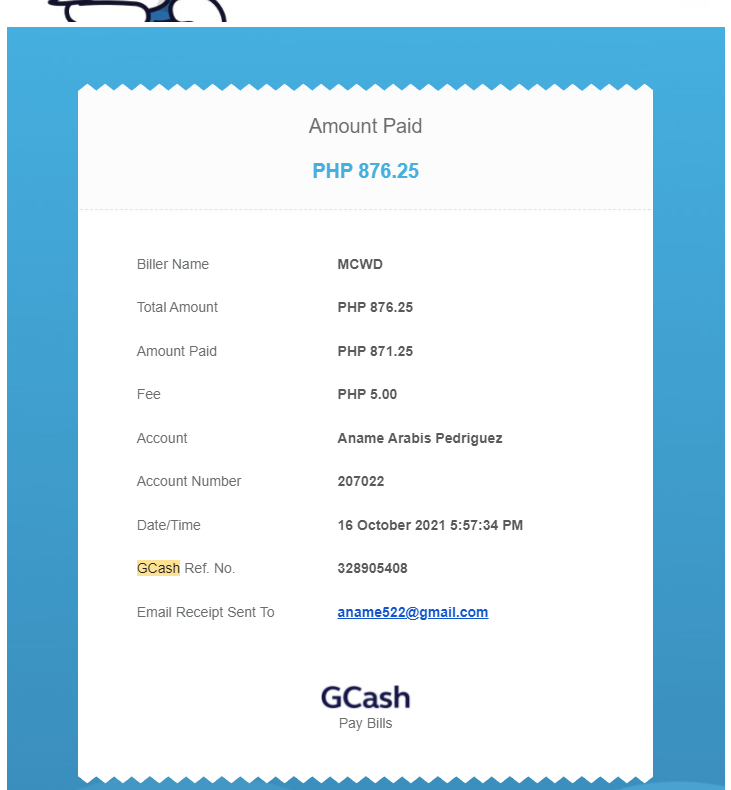 Amount Paid
PHP 876.25
Biller Name MCWD
Total Amount PHP 876.25
Amount Paid PHP 871.25
Fee PHP 5.00
Account Aname Arabis Pedriguez
Account Number 207022
Date/Time 16 October 2021 5:57:34 PM
GCash Ref. No. 328905408
Email Receipt Sent To aname522@gmail.com
GCash
Pay Bills